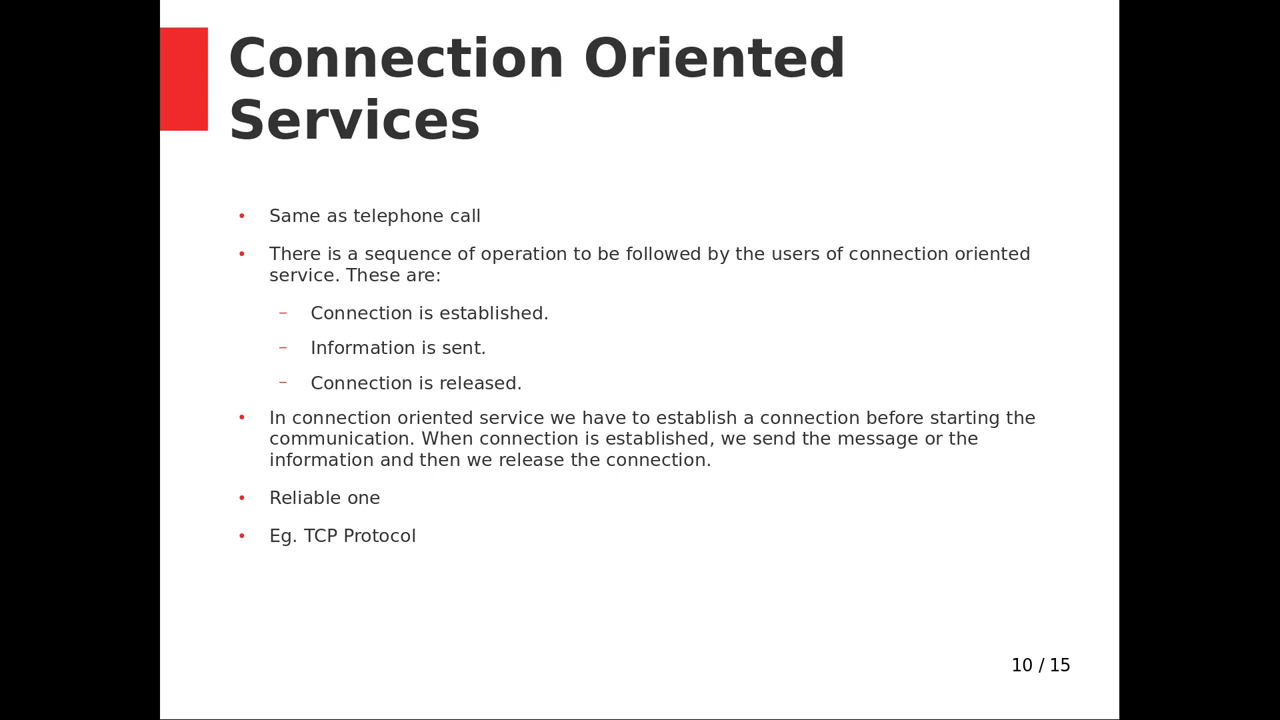 Connection Oriented
Services
• Same as telephone call
• There is a sequence of operation to be followed by the users of connection oriented
service. These are:
– Connection is established.
– Information is sent.
– Connection is released.
• In connection oriented service we have to establish a connection before starting the
communication. When connection is established, we send the message or the
information and then we release the connection.
• Reliable one
• Eg. TCP Protocol
10 / 15